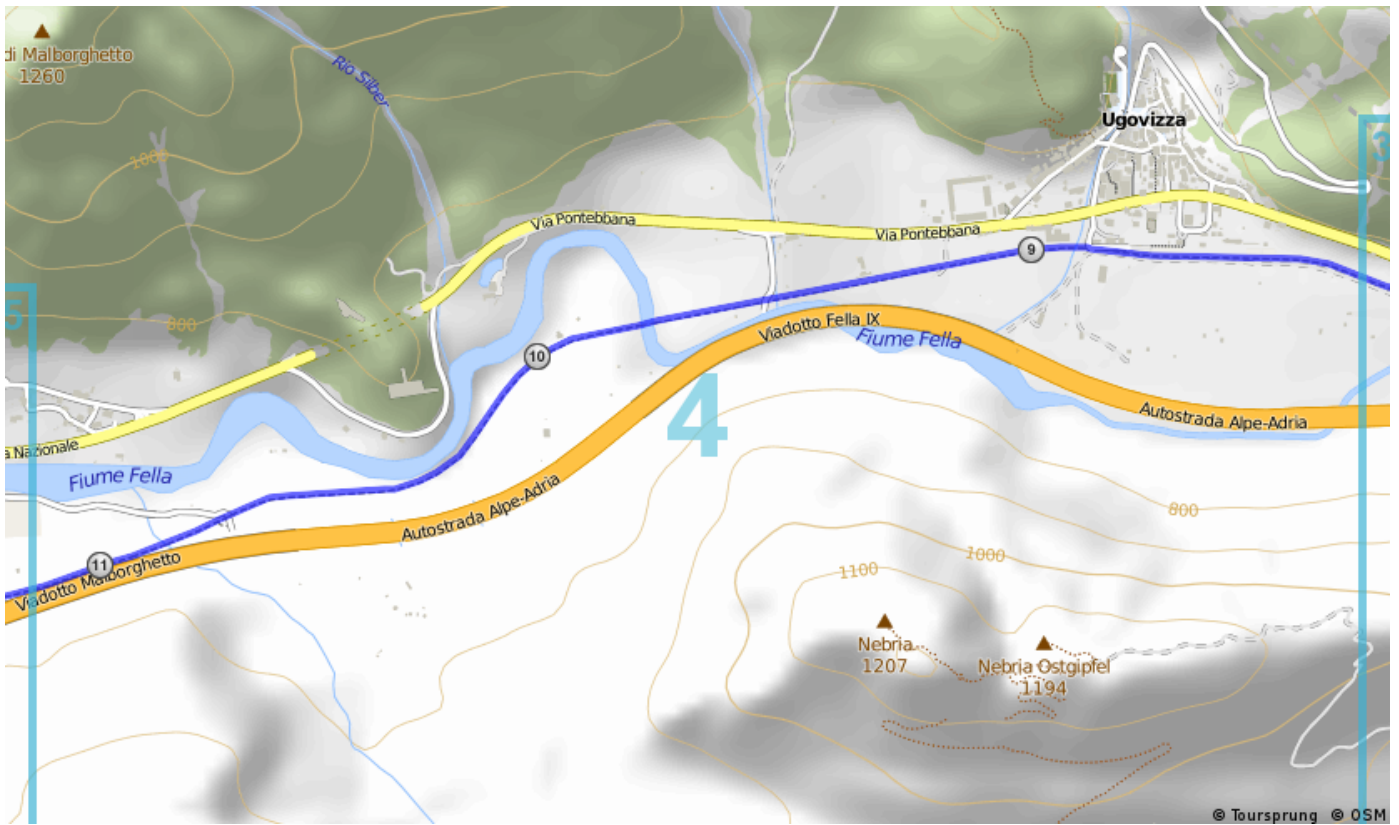 di Malborghetto
1260
Rio Silber
Ugovizza
3
1000
Via Pontebbana
Via Pontebbana
9
5
800
Viadotto Fella IX
Fiume Fella
10
4
Autostrada Alpe-Adria
a Nazionale
Fiume Fella
800
Autostrada Alpe-Adria
1000
11
Viadotto Malborghetto
1100
Nebria
1207
Nebria Ostgipfel
1194
© Toursprung © OSM